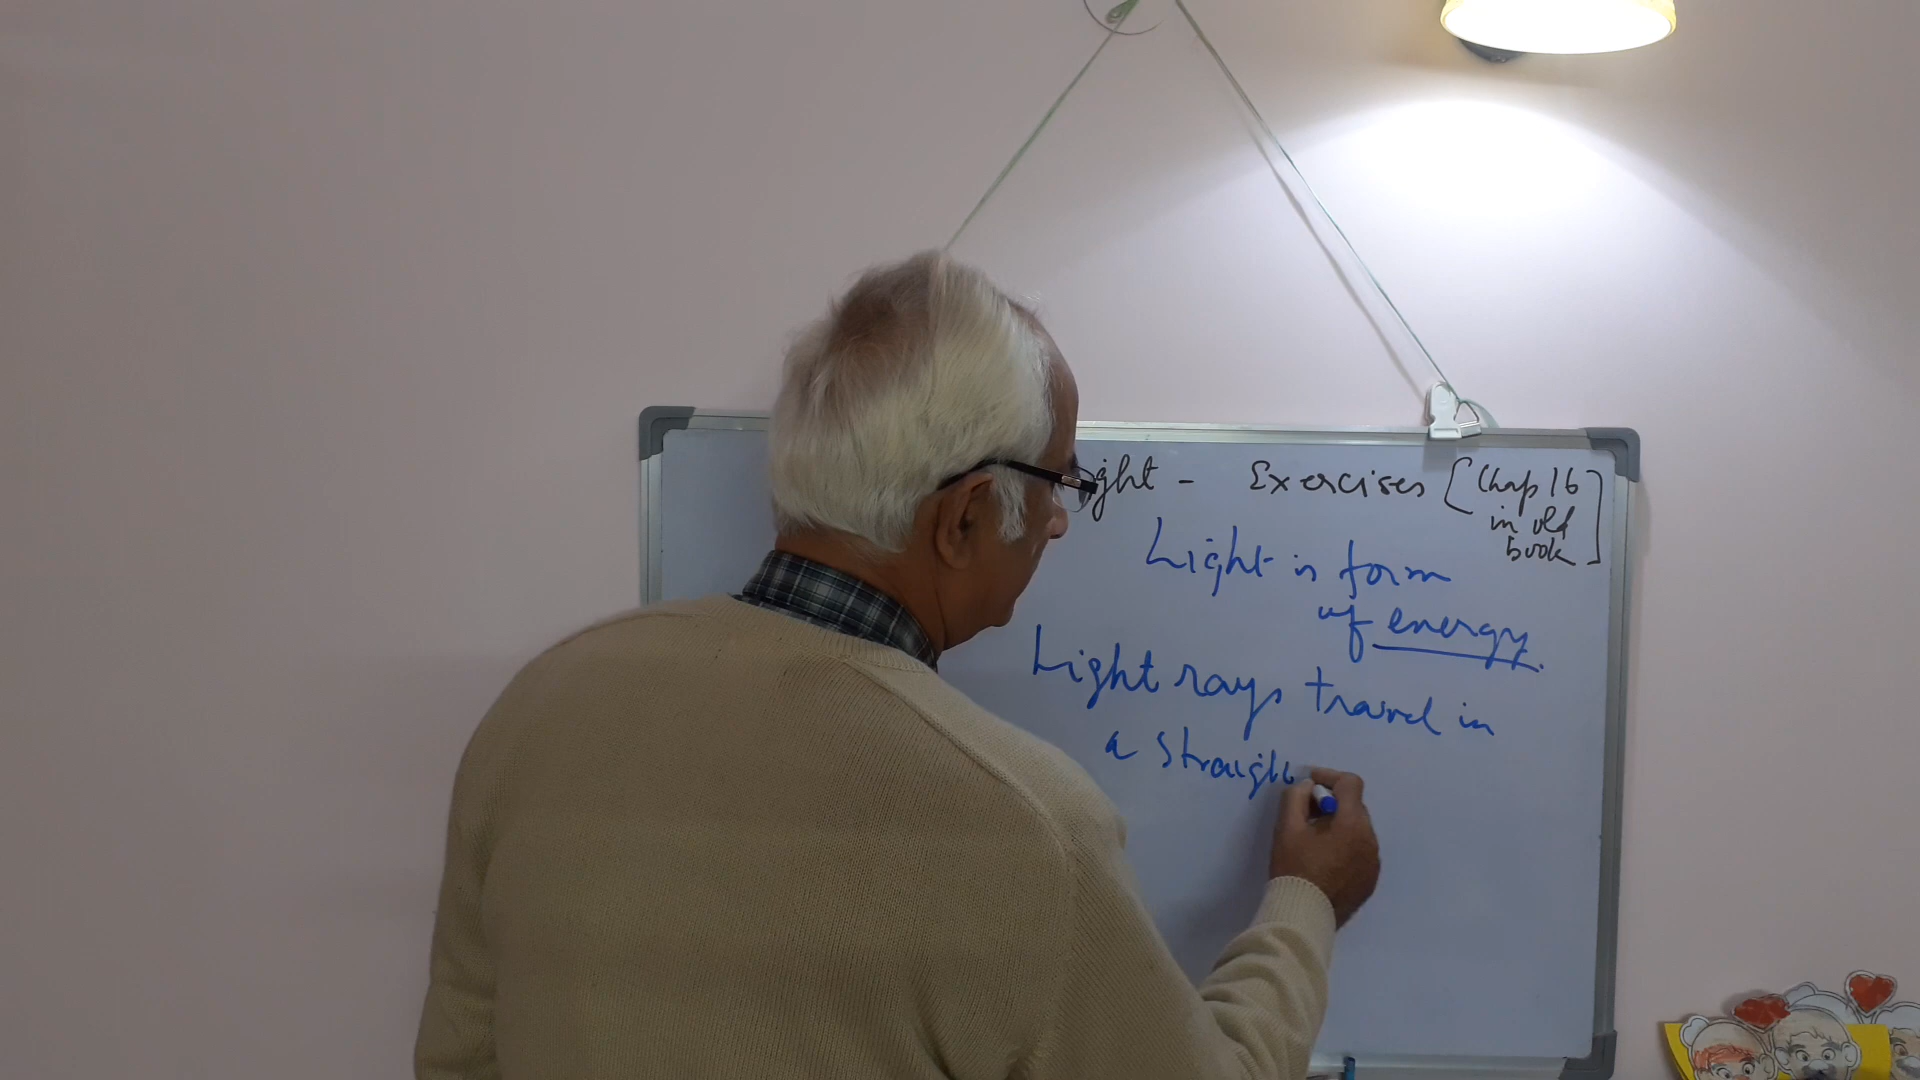 ght - Exercises [Chap 16
in old
book]
Light is form
of energy.
Light rays travel in
a straight